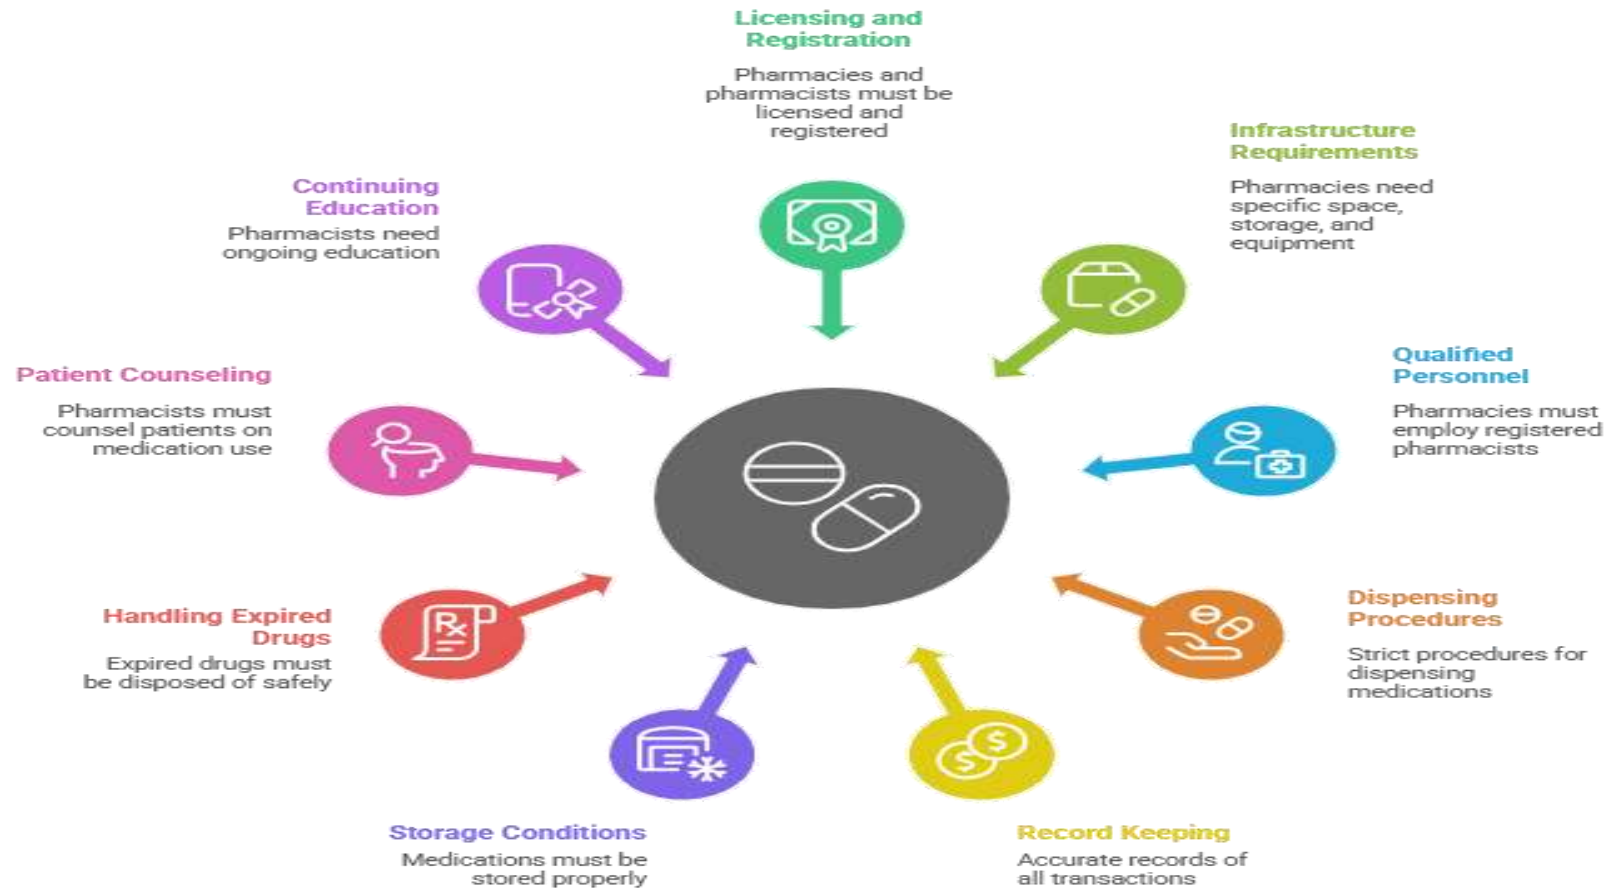 Licensing and
Registration
Pharmacies and
pharmacists must be
licensed and
registered
Infrastructure
Requirements
Pharmacies need
specific space,
storage, and
equipment
Qualified
Personnel
Pharmacies must
employ registered
pharmacists
Dispensing
Procedures
Strict procedures for
dispensing
medications
Record Keeping
Accurate records of
all transactions
Storage Conditions
Medications must be
stored properly
Handling Expired
Drugs
Expired drugs must
be disposed of safely
Patient Counseling
Pharmacists must
counsel patients on
medication use
Continuing
Education
Pharmacists need
ongoing education
Rx
$
$